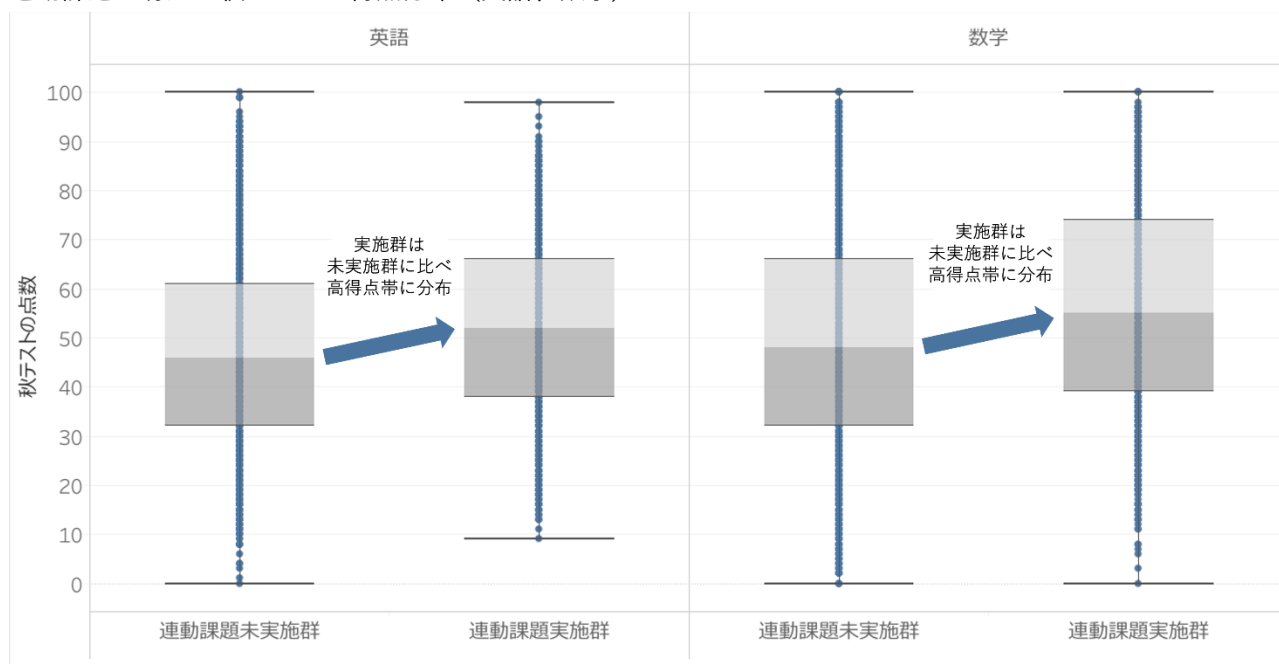 英語
数学
100
90
80
70
60
50
40
30
20
10
0
秋テストの点数
実施群は
未実施群に比べ
高得点帯に分布
実施群は
未実施群に比べ
高得点帯に分布
連動課題未実施群
連動課題実施群
連動課題未実施群
連動課題実施群